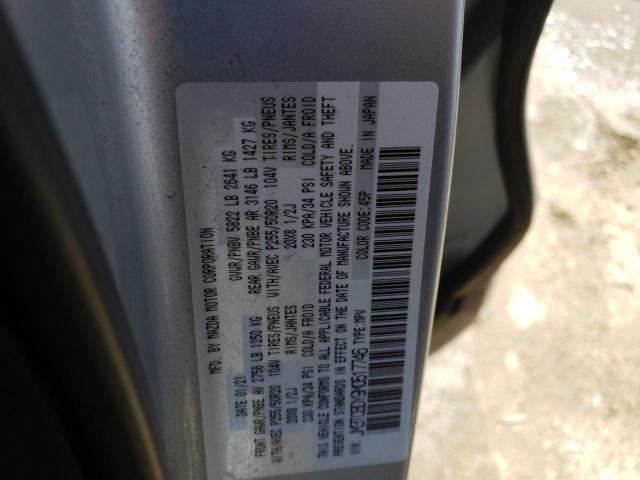 MFD. BY MAZDA MOTOR CORPORATION
DATE 01/21 GVWR/PNBV 5822 LB 2641 KG
FRONT GAWR/PNBE AV 2756 LB 1250 KG REAR GAWR/PNBE AR 3146 LB 1427 KG
WITH/AVEC P255/50R20 104V TIRES/PNEUS WITH/AVEC P255/50R20 104V TIRES/PNEUS
20X8 1/2J RIMS/JANTES 20X8 1/2J RIMS/JANTES
230 KPA/34 PSI COLD/A FROID 230 KPA/34 PSI COLD/A FROID
THIS VEHICLE CONFORMS TO ALL APPLICABLE FEDERAL MOTOR VEHICLE SAFETY AND THEFT
PREVENTION STANDARDS IN EFFECT ON THE DATE OF MANUFACTURE SHOWN ABOVE.
VIN: TYPE:MPV COLOR CODE:45P MADE IN JAPAN